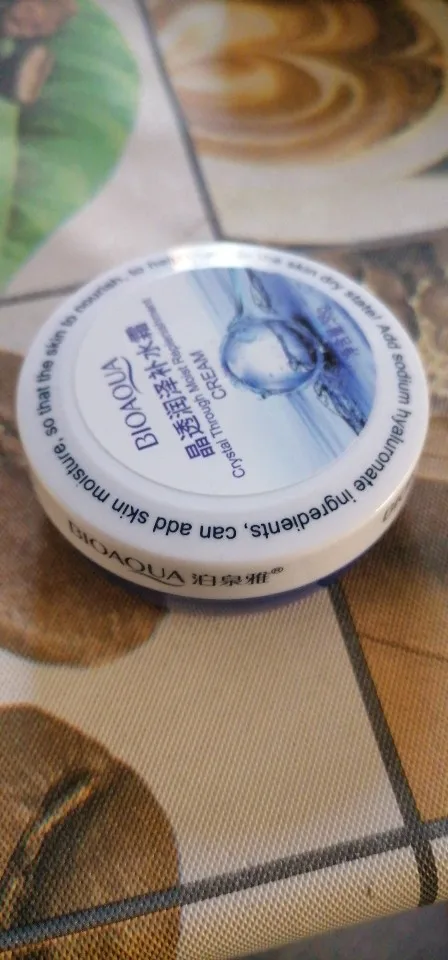 BIOAQUA
晶透润泽补水霜
Crystal Through Moist Replenishment
CREAM
the skin dry state! Add sodium hyaluronate ingredients, can add skin moisture, so that the skin to nourish, to
BIOAQUA 泊泉雅®